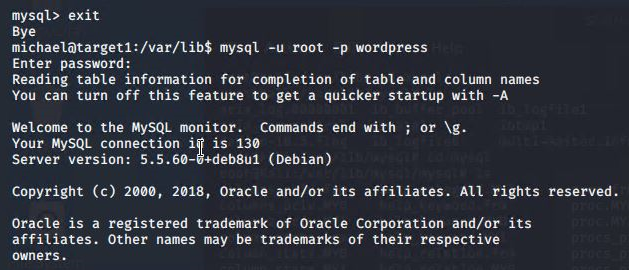 mysql> exit
Bye
michael@target1:/var/lib$ mysql -u root -p wordpress
Enter password:
Reading table information for completion of table and column names
You can turn off this feature to get a quicker startup with -A
Welcome to the MySQL monitor.  Commands end with ; or \g.
Your MySQL connection id is 130
Server version: 5.5.60-0+deb8u1 (Debian)
Copyright (c) 2000, 2018, Oracle and/or its affiliates. All rights reserved.
Oracle is a registered trademark of Oracle Corporation and/or its
affiliates. Other names may be trademarks of their respective
owners.